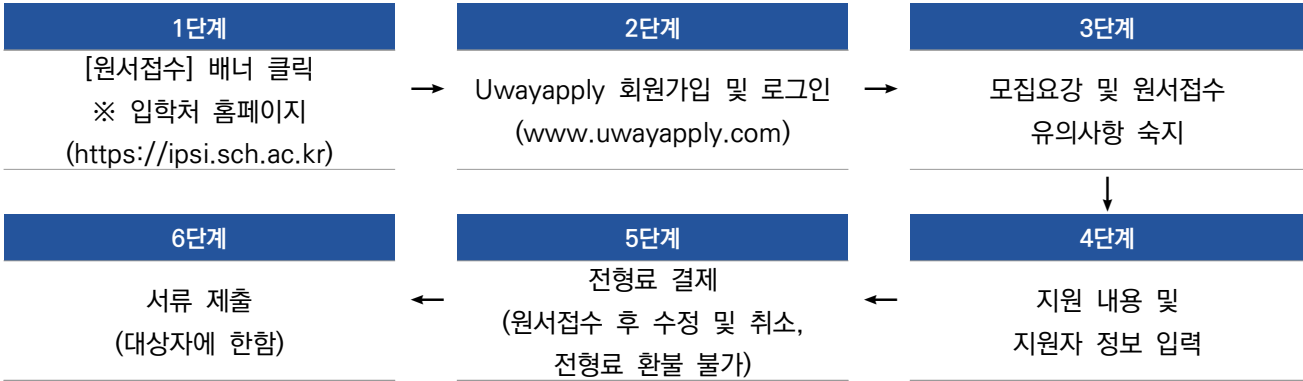 1단계
[원서접수] 배너 클릭
※ 입학처 홈페이지
(https://ipsi.sch.ac.kr)
→
2단계
Uwayapply 회원가입 및 로그인
(www.uwayapply.com)
→
3단계
모집요강 및 원서접수
유의사항 숙지
↓
4단계
지원 내용 및
지원자 정보 입력
←
5단계
전형료 결제
(원서접수 후 수정 및 취소,
전형료 환불 불가)
←
6단계
서류 제출
(대상자에 한함)